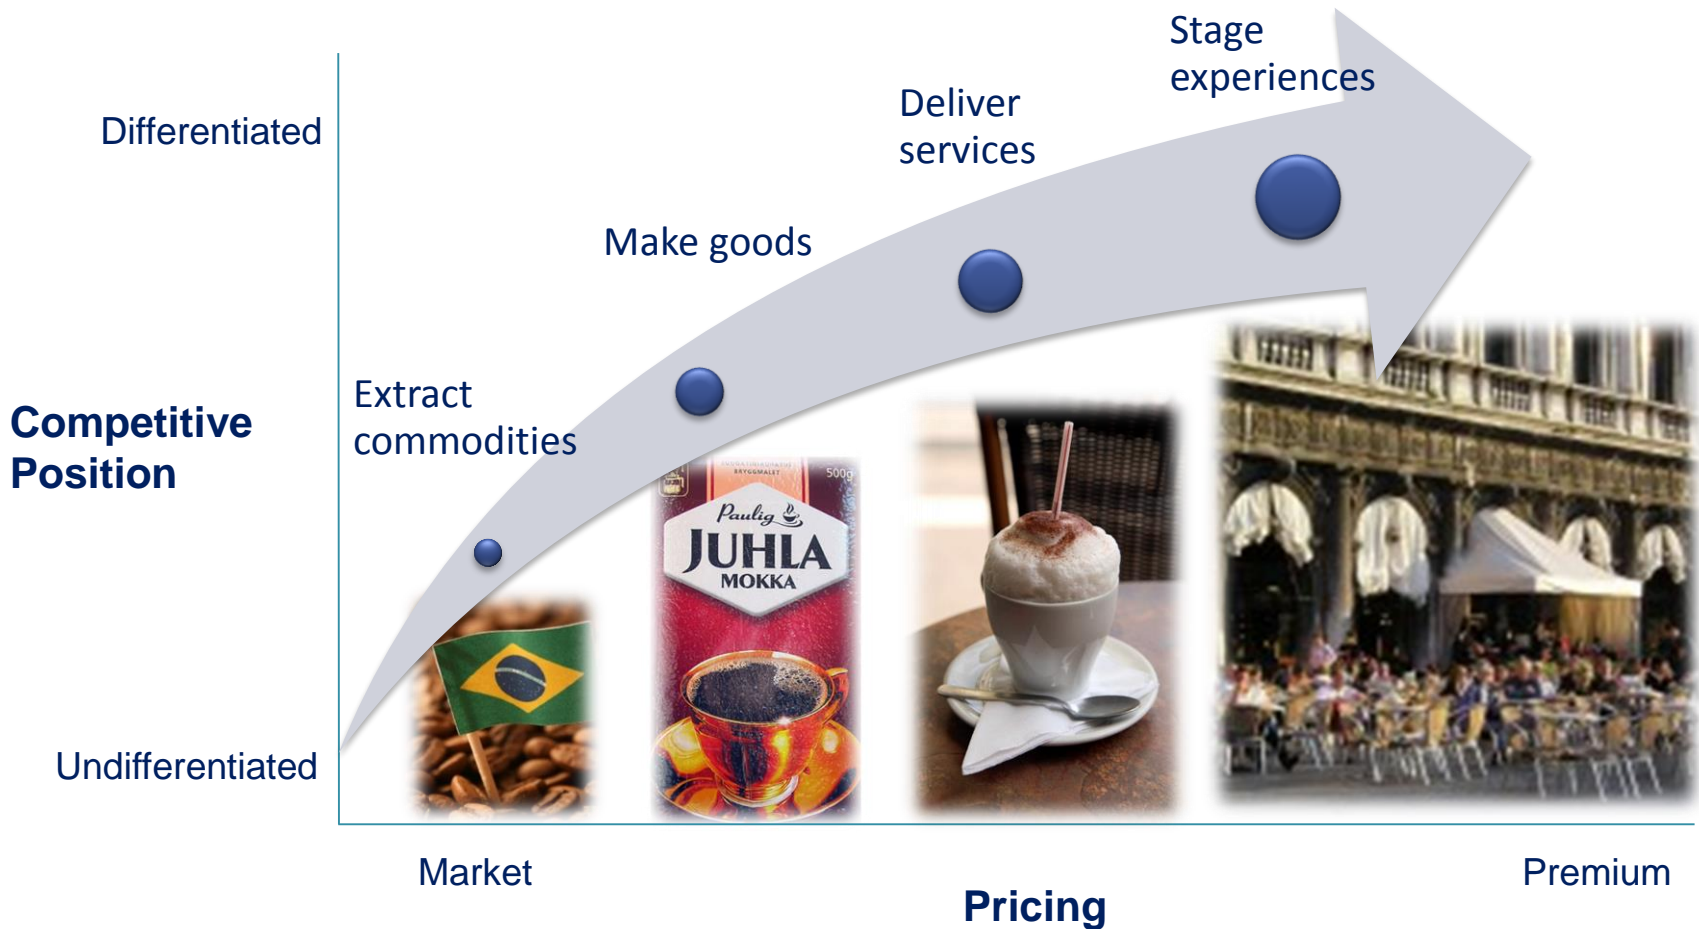 Stage
experiences
Deliver
services
Differentiated
Make goods
Extract
commodities
Competitive
Position
BRYGGMALET
500g
Paulig
JUHLA
MOKKA
Undifferentiated
Market
Premium
Pricing